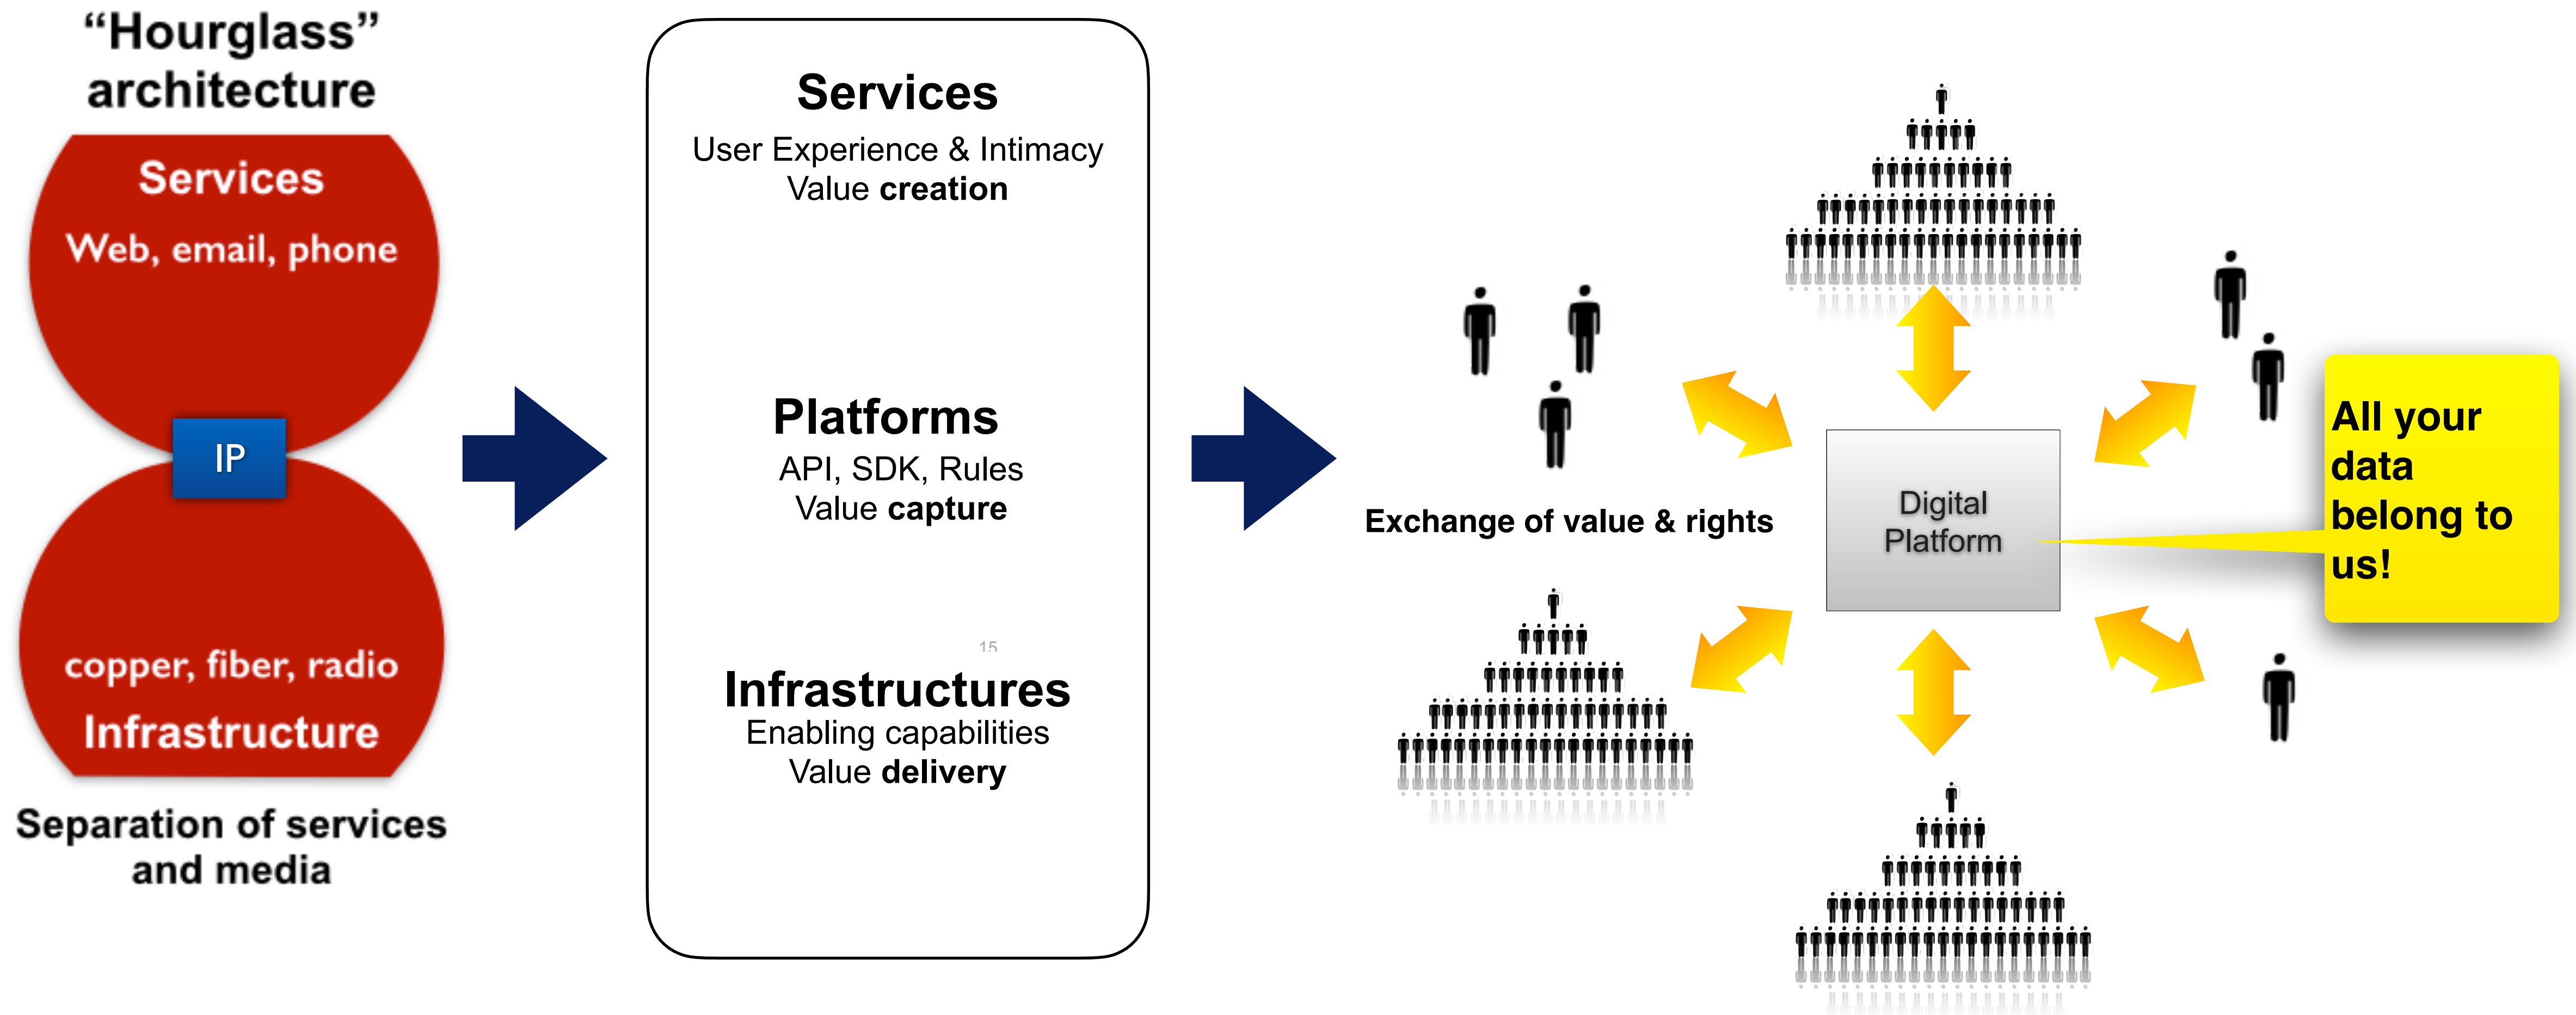 “Hourglass”
architecture
Services
Web, email, phone
IP
copper, fiber, radio
Infrastructure
Separation of services
and media
Services
User Experience & Intimacy
Value creation
Platforms
API, SDK, Rules
Value capture
15
Infrastructures
Enabling capabilities
Value delivery
Exchange of value & rights
Digital
Platform
All your
data
belong to
us!